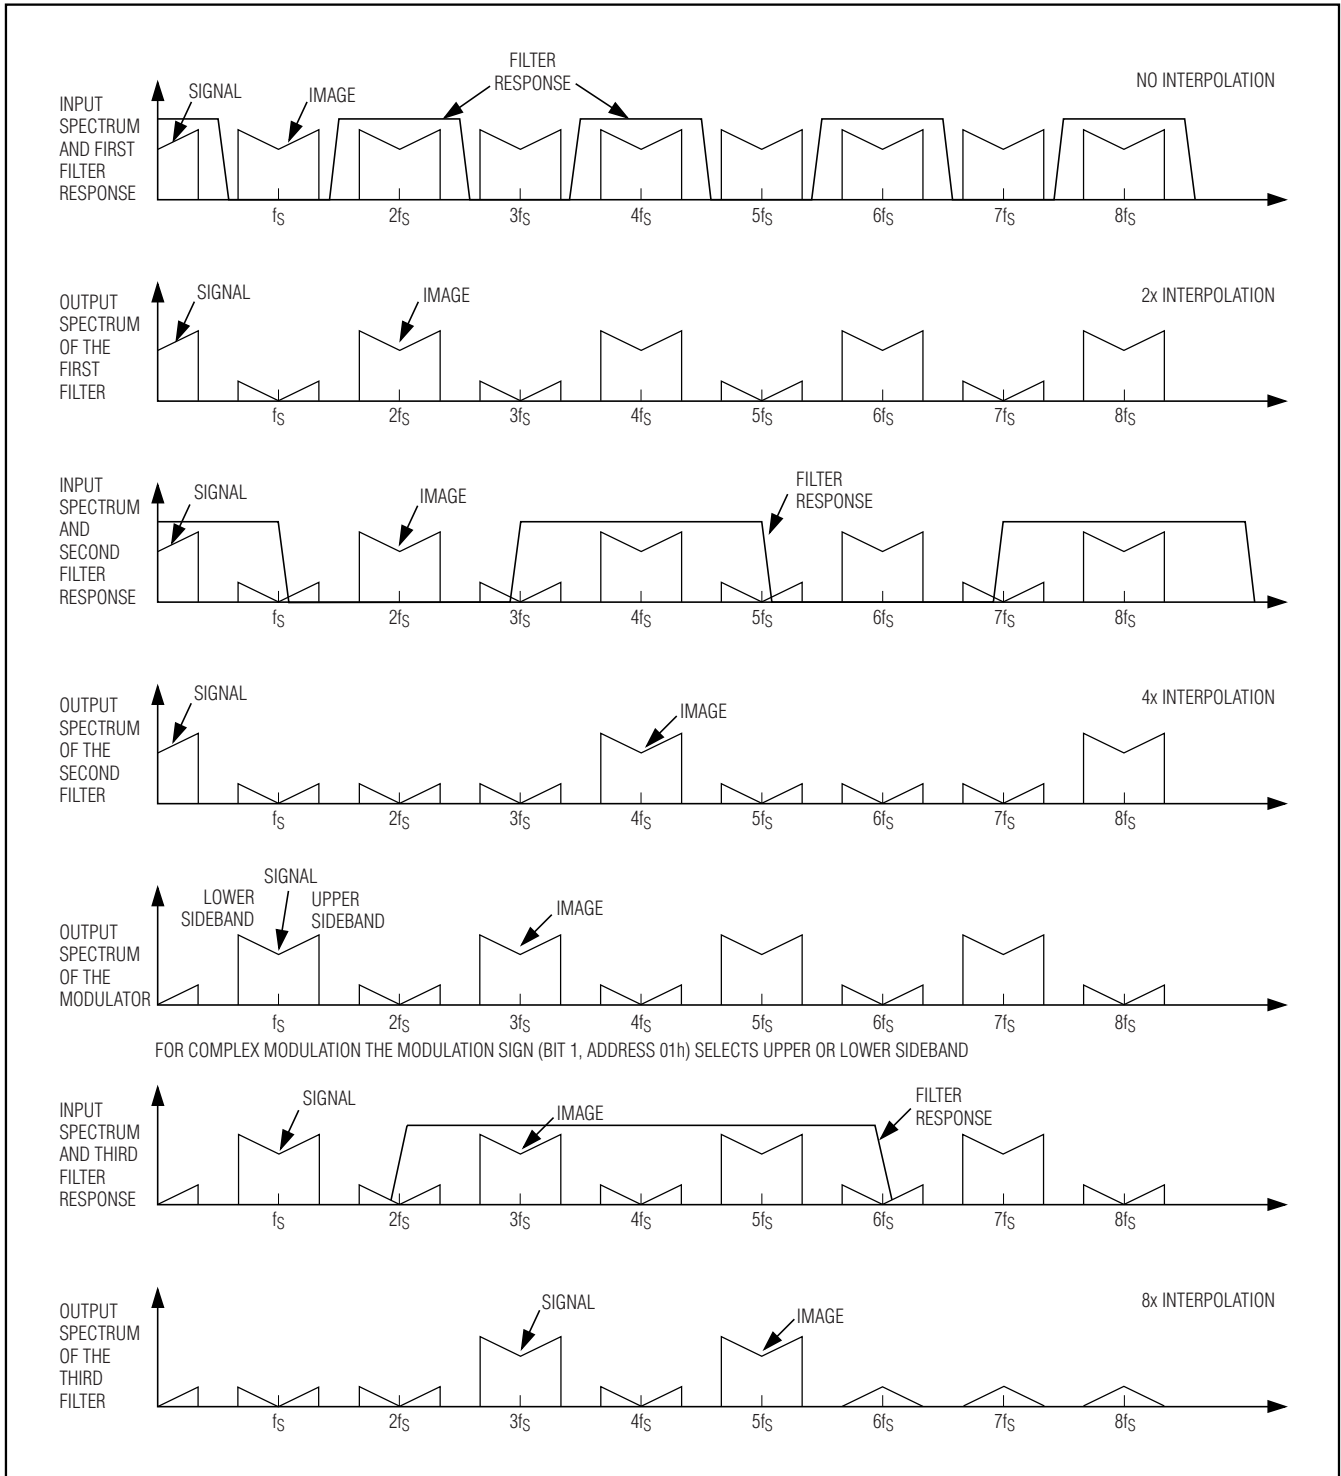 FILTER
RESPONSE
NO INTERPOLATION
SIGNAL
IMAGE
INPUT
SPECTRUM
AND FIRST
FILTER
RESPONSE
fS 2fS 3fS 4fS 5fS 6fS 7fS 8fS
SIGNAL
IMAGE
2x INTERPOLATION
OUTPUT
SPECTRUM
OF THE
FIRST
FILTER
fS 2fS 3fS 4fS 5fS 6fS 7fS 8fS
INPUT
SPECTRUM
AND
SECOND
FILTER
RESPONSE
SIGNAL
IMAGE
FILTER
RESPONSE
fS 2fS 3fS 4fS 5fS 6fS 7fS 8fS
OUTPUT
SPECTRUM
OF THE
SECOND
FILTER
SIGNAL
IMAGE
4x INTERPOLATION
fS 2fS 3fS 4fS 5fS 6fS 7fS 8fS
SIGNAL
LOWER
SIDEBAND
UPPER
SIDEBAND
IMAGE
OUTPUT
SPECTRUM
OF THE
MODULATOR
fS 2fS 3fS 4fS 5fS 6fS 7fS 8fS
FOR COMPLEX MODULATION THE MODULATION SIGN (BIT 1, ADDRESS 01h) SELECTS UPPER OR LOWER SIDEBAND
INPUT
SPECTRUM
AND THIRD
FILTER
RESPONSE
SIGNAL
IMAGE
FILTER
RESPONSE
fS 2fS 3fS 4fS 5fS 6fS 7fS 8fS
OUTPUT
SPECTRUM
OF THE
THIRD
FILTER
SIGNAL
IMAGE
8x INTERPOLATION
fS 2fS 3fS 4fS 5fS 6fS 7fS 8fS